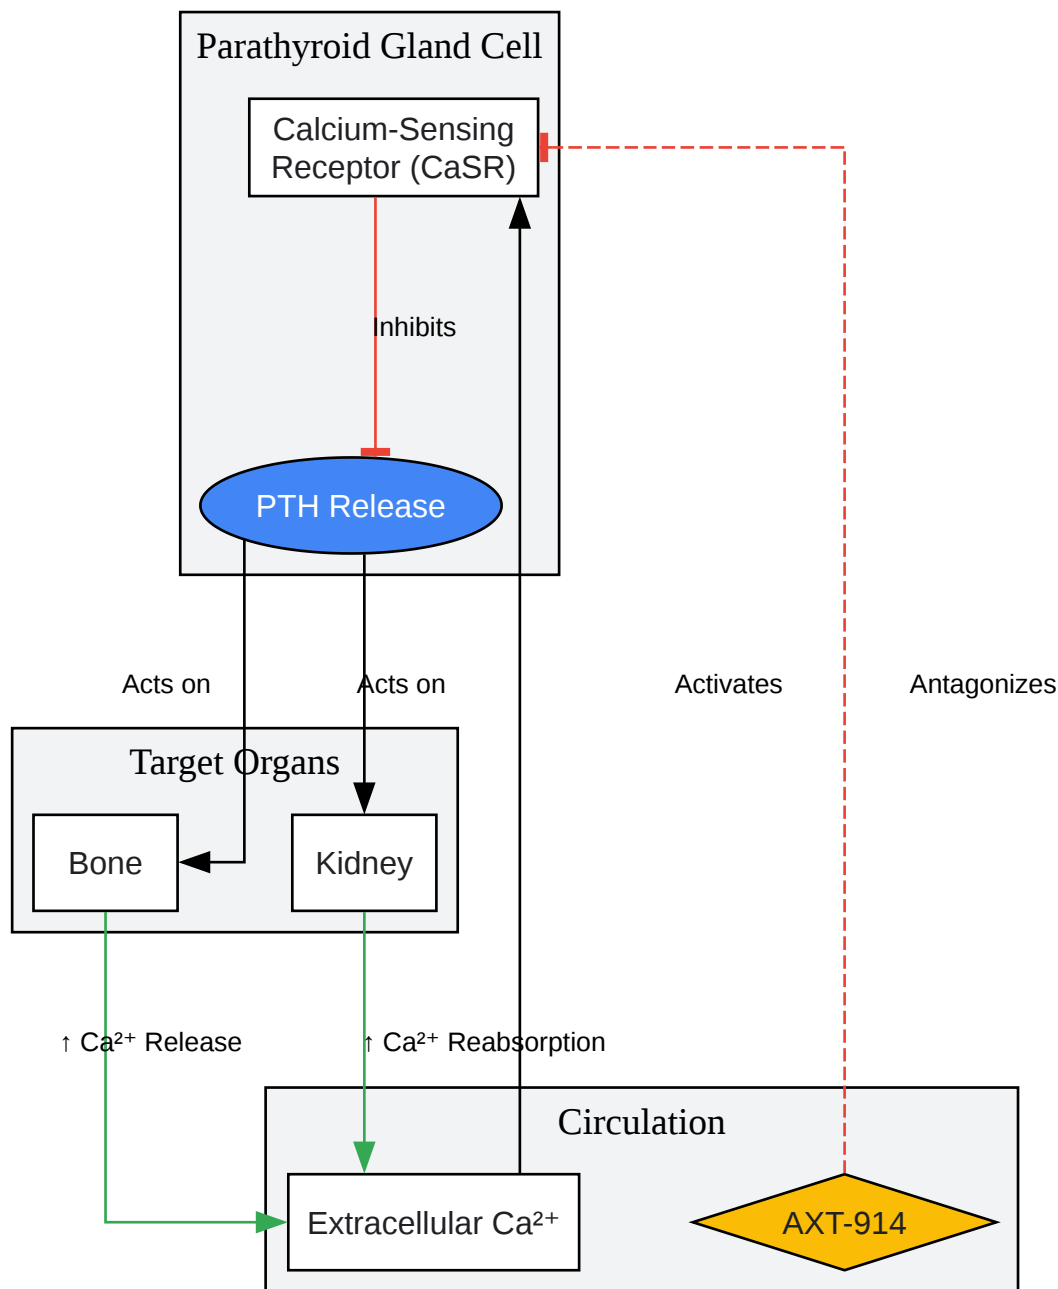 Parathyroid Gland Cell
Calcium-Sensing
Receptor (CaSR)
Inhibits
PTH Release
Acts on
Acts on
Activates
Antagonizes
Target Organs
Bone
Kidney
↑ Ca²⁺ Release
↑ Ca²⁺ Reabsorption
Circulation
Extracellular Ca²⁺
AXT-914